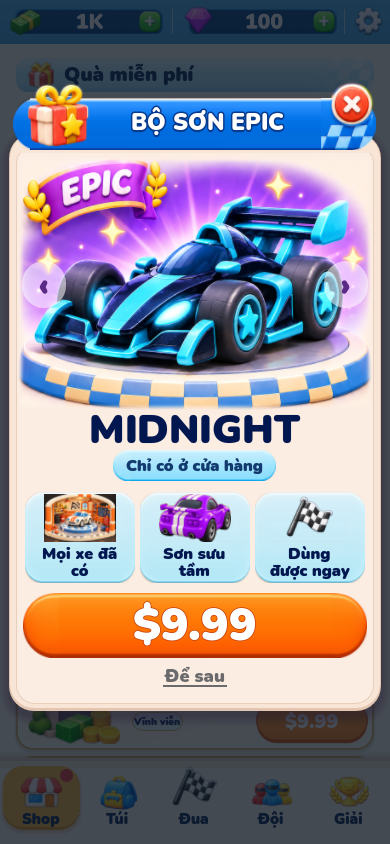 1K
100
Quà miễn phí
BỘ SƠN EPIC
EPIC
MIDNIGHT
Chỉ có ở cửa hàng
Mọi xe đã
có
Sơn sưu
tầm
Dùng
được ngay
$9.99
Để sau
Vĩnh viễn
$9.99
Shop
Túi
Đua
Đội
Giải